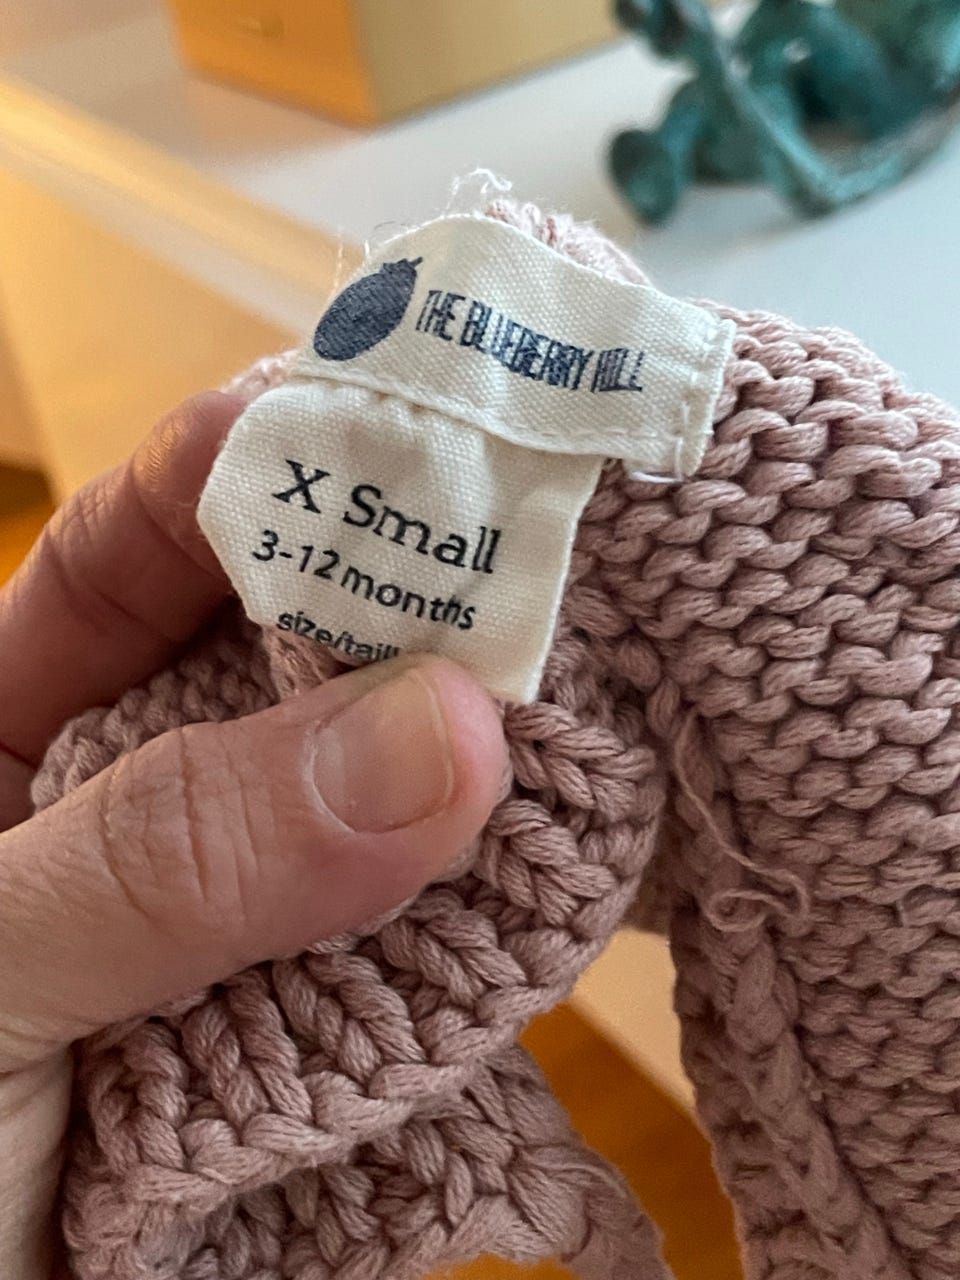 THE BLUEBERRY HILL
X Small
3-12 months